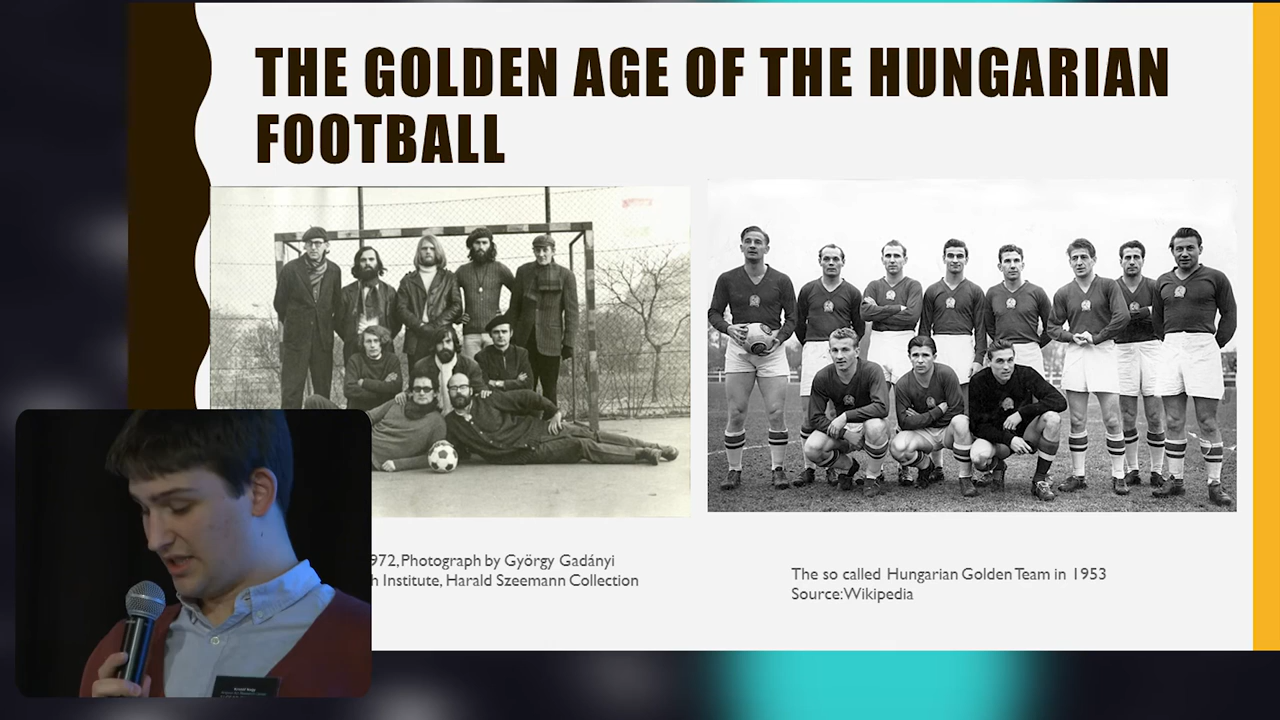 THE GOLDEN AGE OF THE HUNGARIAN
FOOTBALL
972, Photograph by György Gadányi
h Institute, Harald Szeemann Collection
The so called Hungarian Golden Team in 1953
Source:Wikipedia